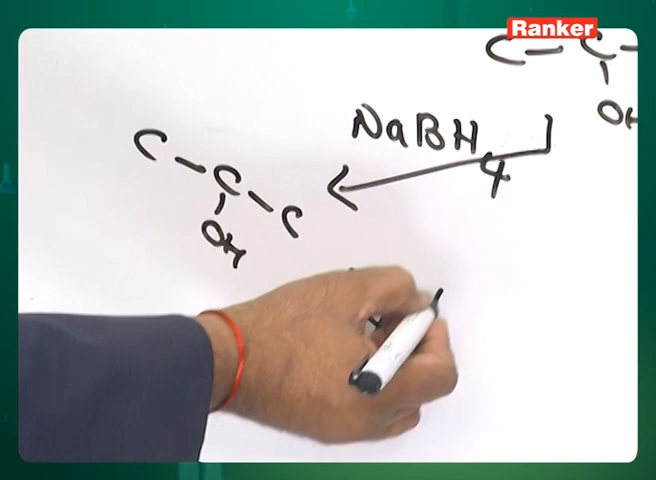 Ranker
C - C -
OH
NaBH4
C - C - C
OH